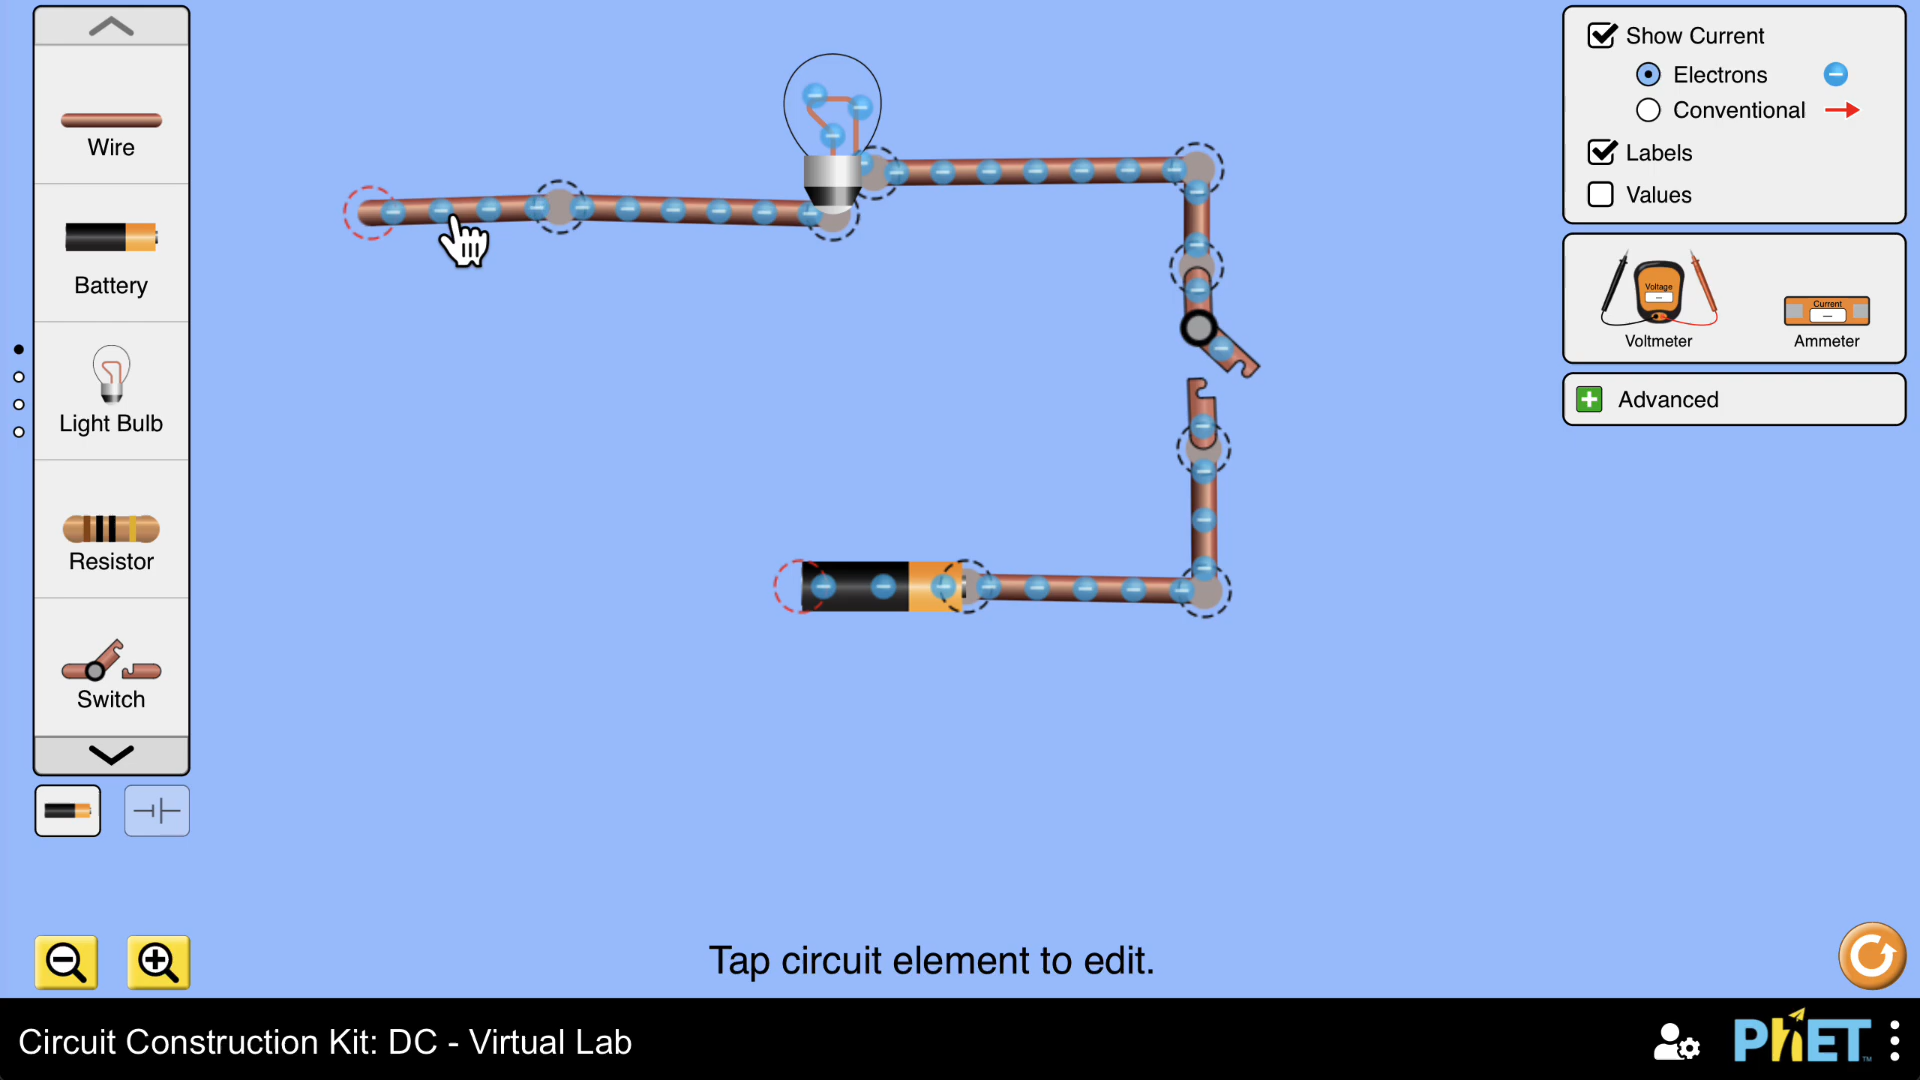 Wire
Battery
Light Bulb
Resistor
Switch
Show Current
Electrons
Conventional
Labels
Values
Voltage
Voltmeter
Current
Ammeter
Advanced
Tap circuit element to edit.
Circuit Construction Kit: DC - Virtual Lab
PhET